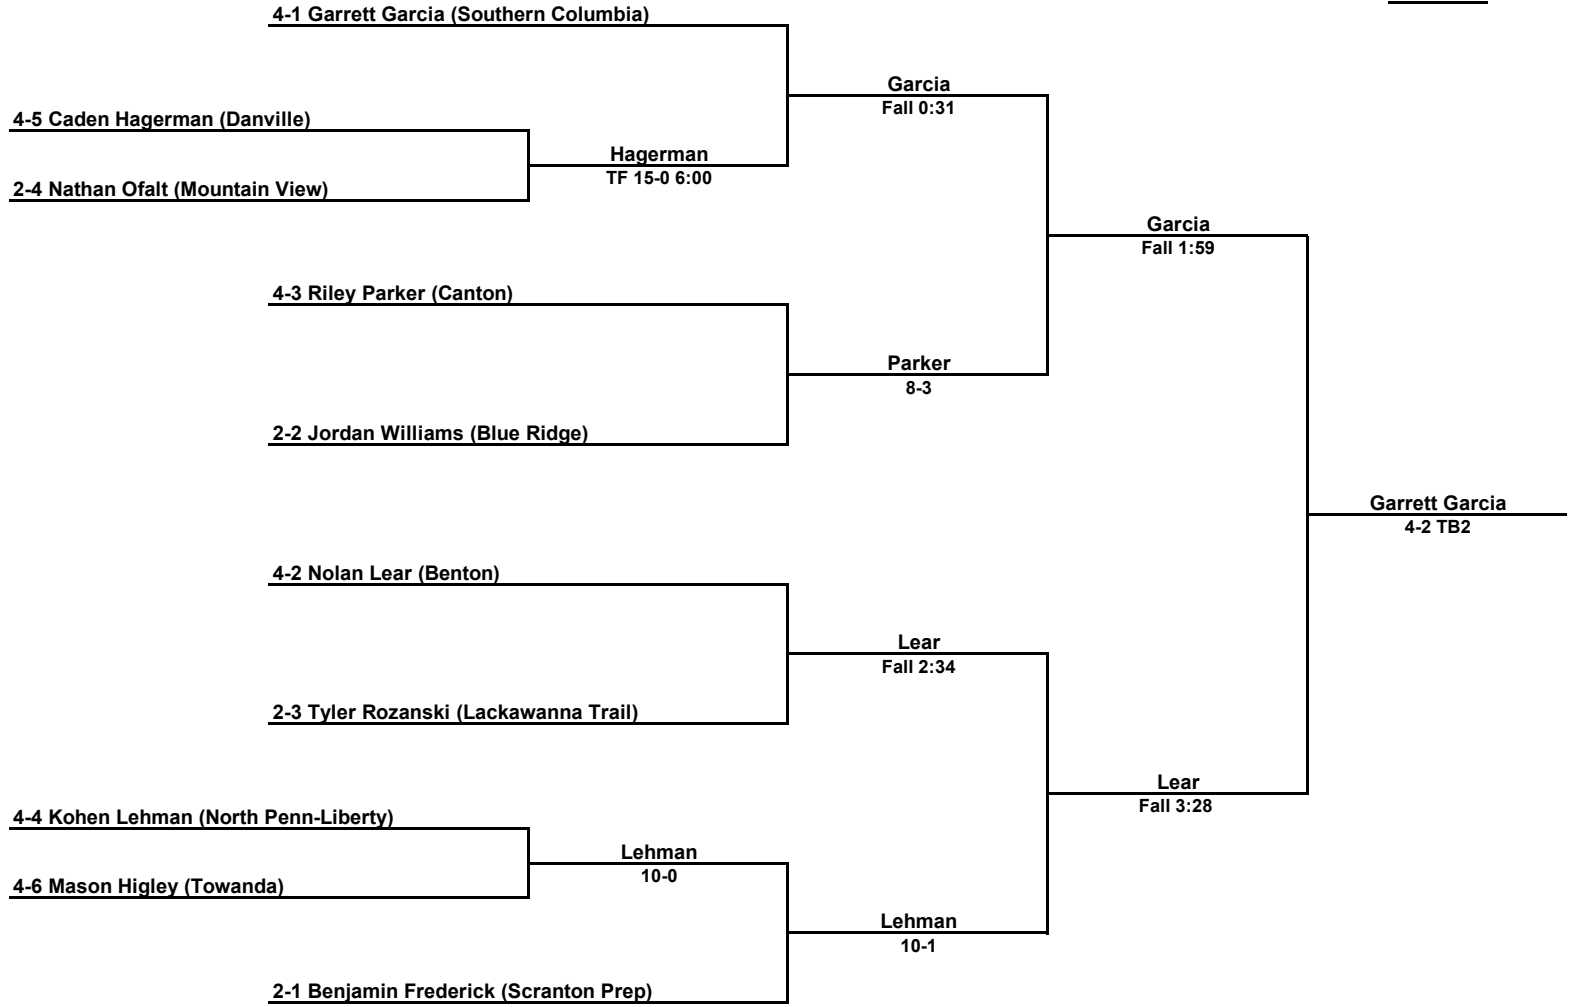 4-1 Garrett Garcia (Southern Columbia)
Garcia
Fall 0:31
4-5 Caden Hagerman (Danville)
Hagerman
TF 15-0 6:00
2-4 Nathan Ofalt (Mountain View)
Garcia
Fall 1:59
4-3 Riley Parker (Canton)
Parker
8-3
2-2 Jordan Williams (Blue Ridge)
Garrett Garcia
4-2 TB2
4-2 Nolan Lear (Benton)
Lear
Fall 2:34
2-3 Tyler Rozanski (Lackawanna Trail)
Lear
Fall 3:28
4-4 Kohen Lehman (North Penn-Liberty)
Lehman
10-0
4-6 Mason Higley (Towanda)
Lehman
10-1
2-1 Benjamin Frederick (Scranton Prep)